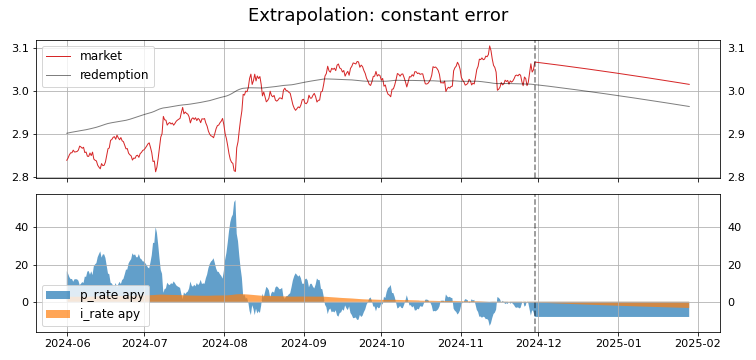 Extrapolation: constant error
3.1 3.1
market
redemption
3.0 3.0
2.9 2.9
2.8 2.8
40 40
20 20
p_rate apy
0 0
i_rate apy
2024-06 2024-07 2024-08 2024-09 2024-10 2024-11 2024-12 2025-01 2025-02